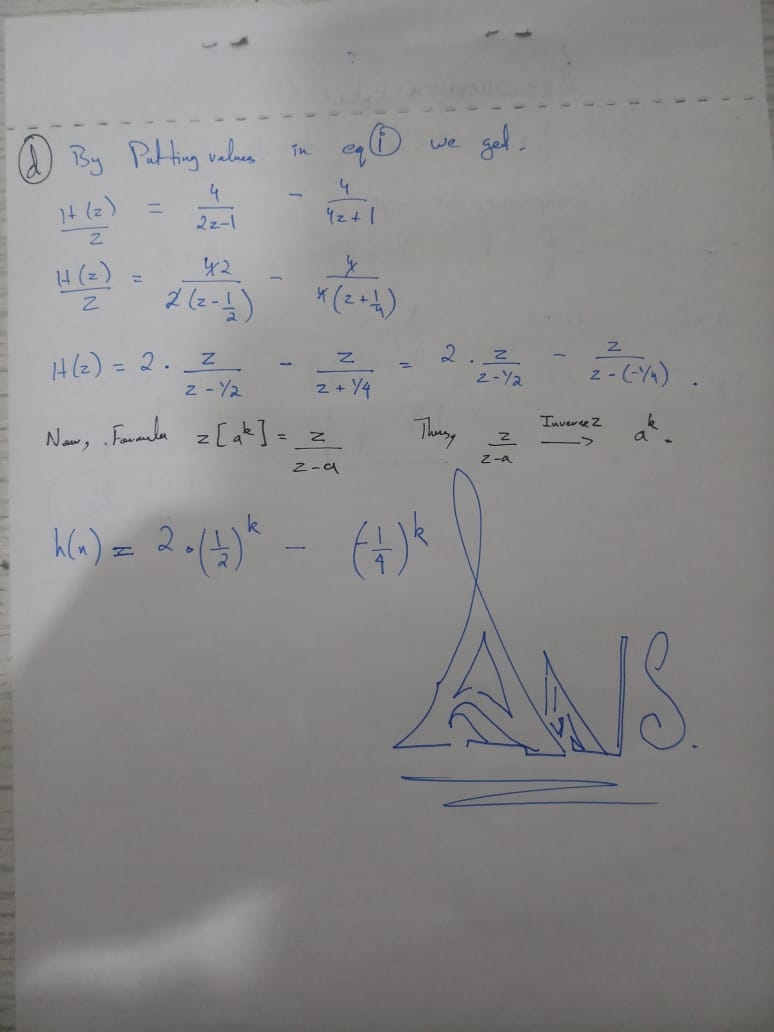 (d) By Putting values in eq (i) we get.
H(z)/z = 4/(2z-1) - 4/(4z+1)
H(z)/z = 42/2(z-1/2) - 4/4(z+1/4)
H(z) = 2 . z/(z-1/2) - z/(z+1/4) = 2 . z/(z-1/2) - z/(z-(-1/4)) .
Now, . Formula z[a^k] = z/(z-a) Thus, z/(z-a) Inverse Z → a^k.
h(n) = 2.(1/2)^k - (-1/4)^k
ANS.